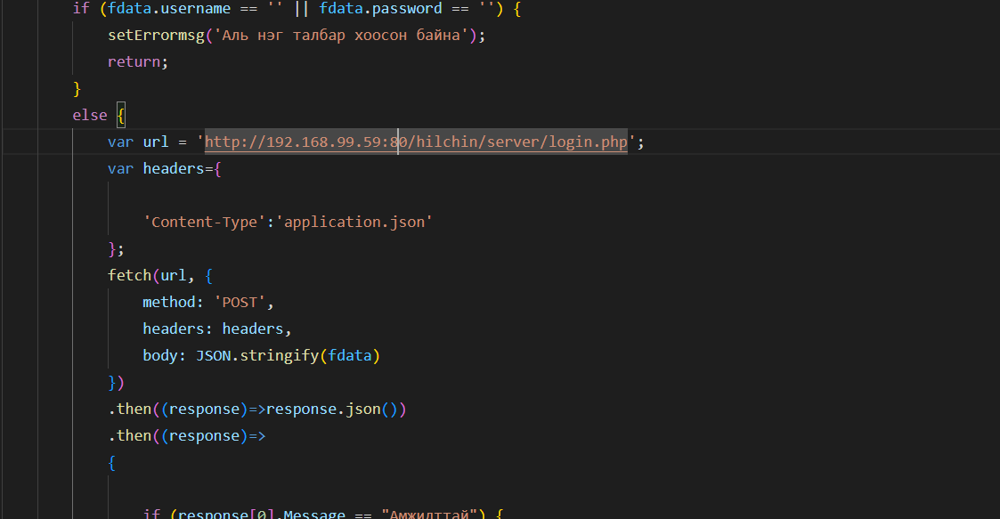 if (fdata.username == '' || fdata.password == '') {
setErrormsg('Аль нэг талбар хоосон байна');
return;
}
else {
var url = 'http://192.168.99.59:80/hilchin/server/login.php';
var headers={
'Content-Type':'application.json'
};
fetch(url, {
method: 'POST',
headers: headers,
body: JSON.stringify(fdata)
})
.then((response)=>response.json())
.then((response)=>
{
if (response[0].Message == "Амжилттай") {